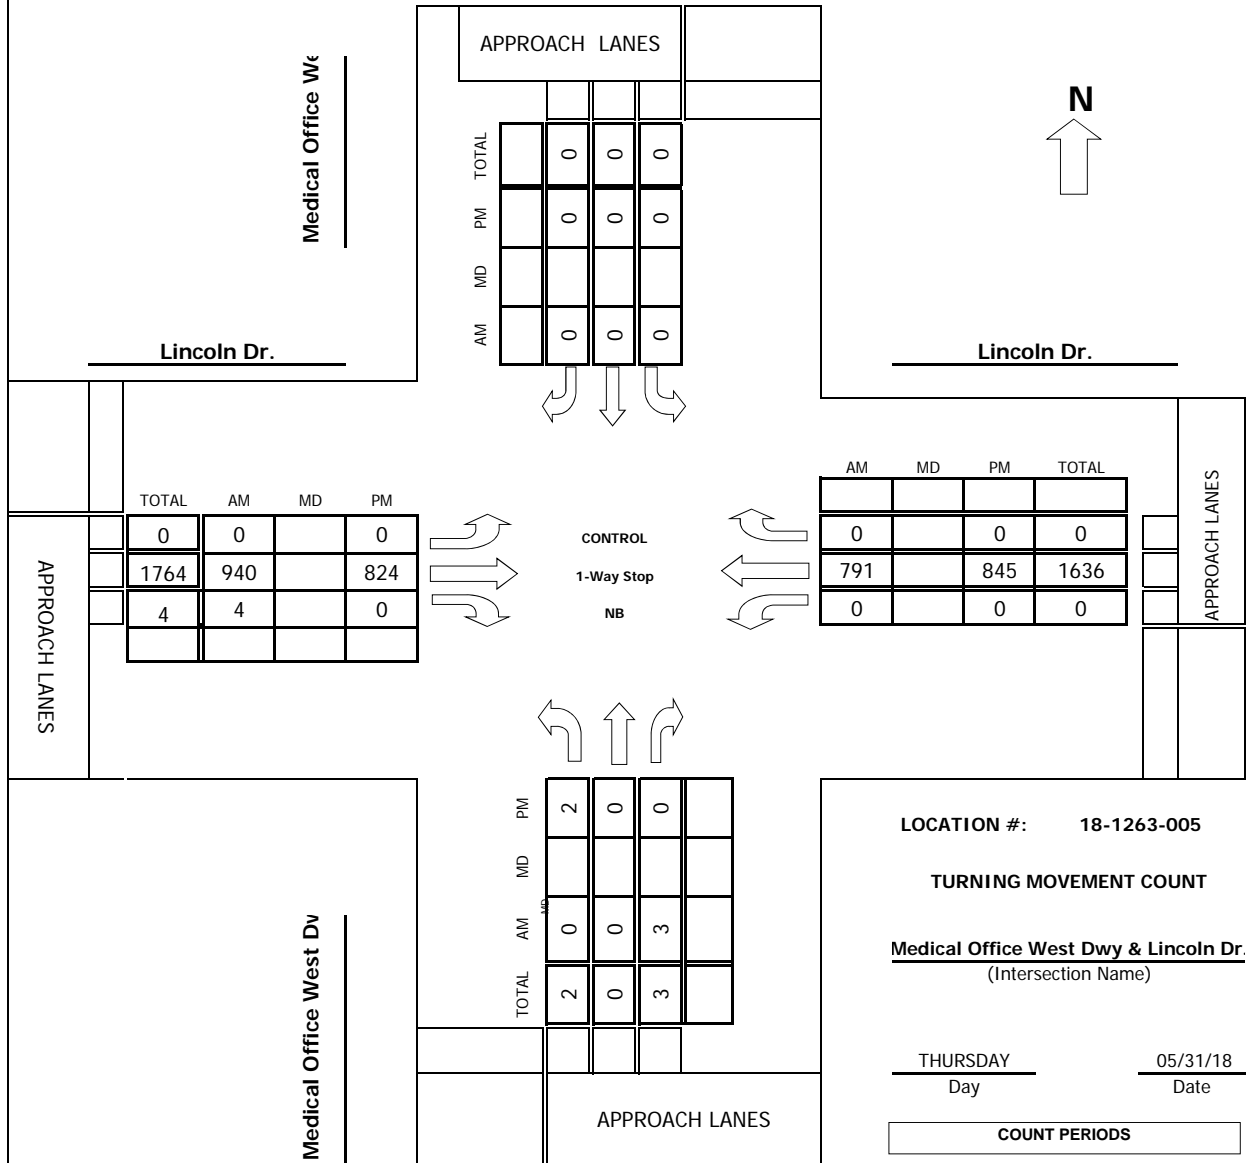 APPROACH LANES
Medical Office We
N
TOTAL 0 0 0
PM 0 0 0
MD
AM 0 0 0
Lincoln Dr.
Lincoln Dr.
TOTAL AM MD PM
0 0 0
1764 940 824
4 4 0
APPROACH LANES
CONTROL
1-Way Stop
NB
AM MD PM TOTAL
0 0 0
791 845 1636
0 0 0
APPROACH LANES
PM 2 0 0
MD
MD
AM 0 0 3
TOTAL 2 0 3
Medical Office West Dw
APPROACH LANES
LOCATION #: 18-1263-005
TURNING MOVEMENT COUNT
Medical Office West Dwy & Lincoln Dr.
(Intersection Name)
THURSDAY 05/31/18
Day Date
COUNT PERIODS